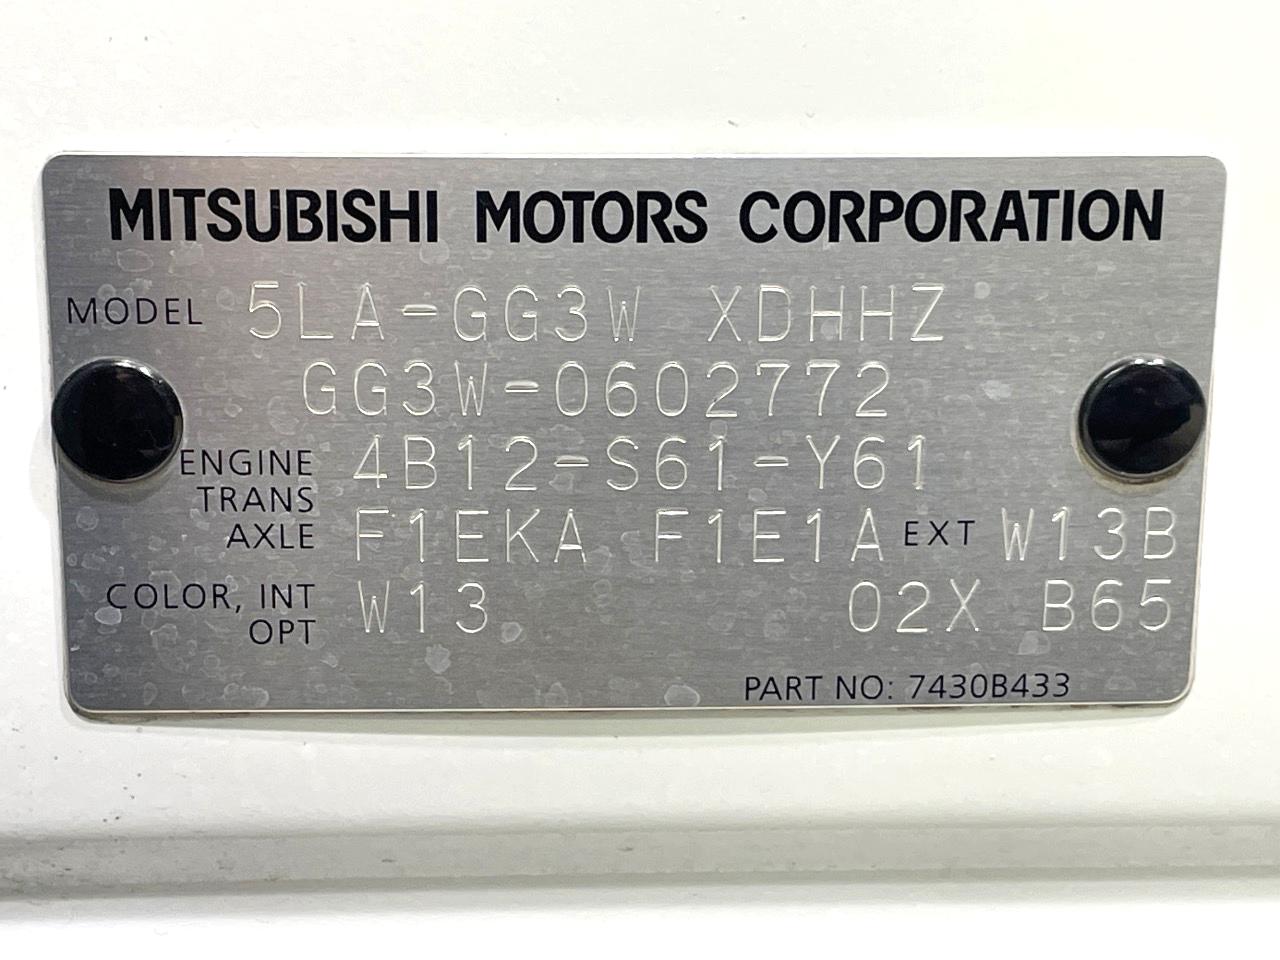 MITSUBISHI MOTORS CORPORATION
MODEL 5LA-GG3W XDHHZ
GG3W-0602772
ENGINE 4B12-S61-Y61
TRANS
AXLE F1EKA F1E1A EXT W13B
COLOR, INT W13 02X B65
OPT
PART NO: 7430B433